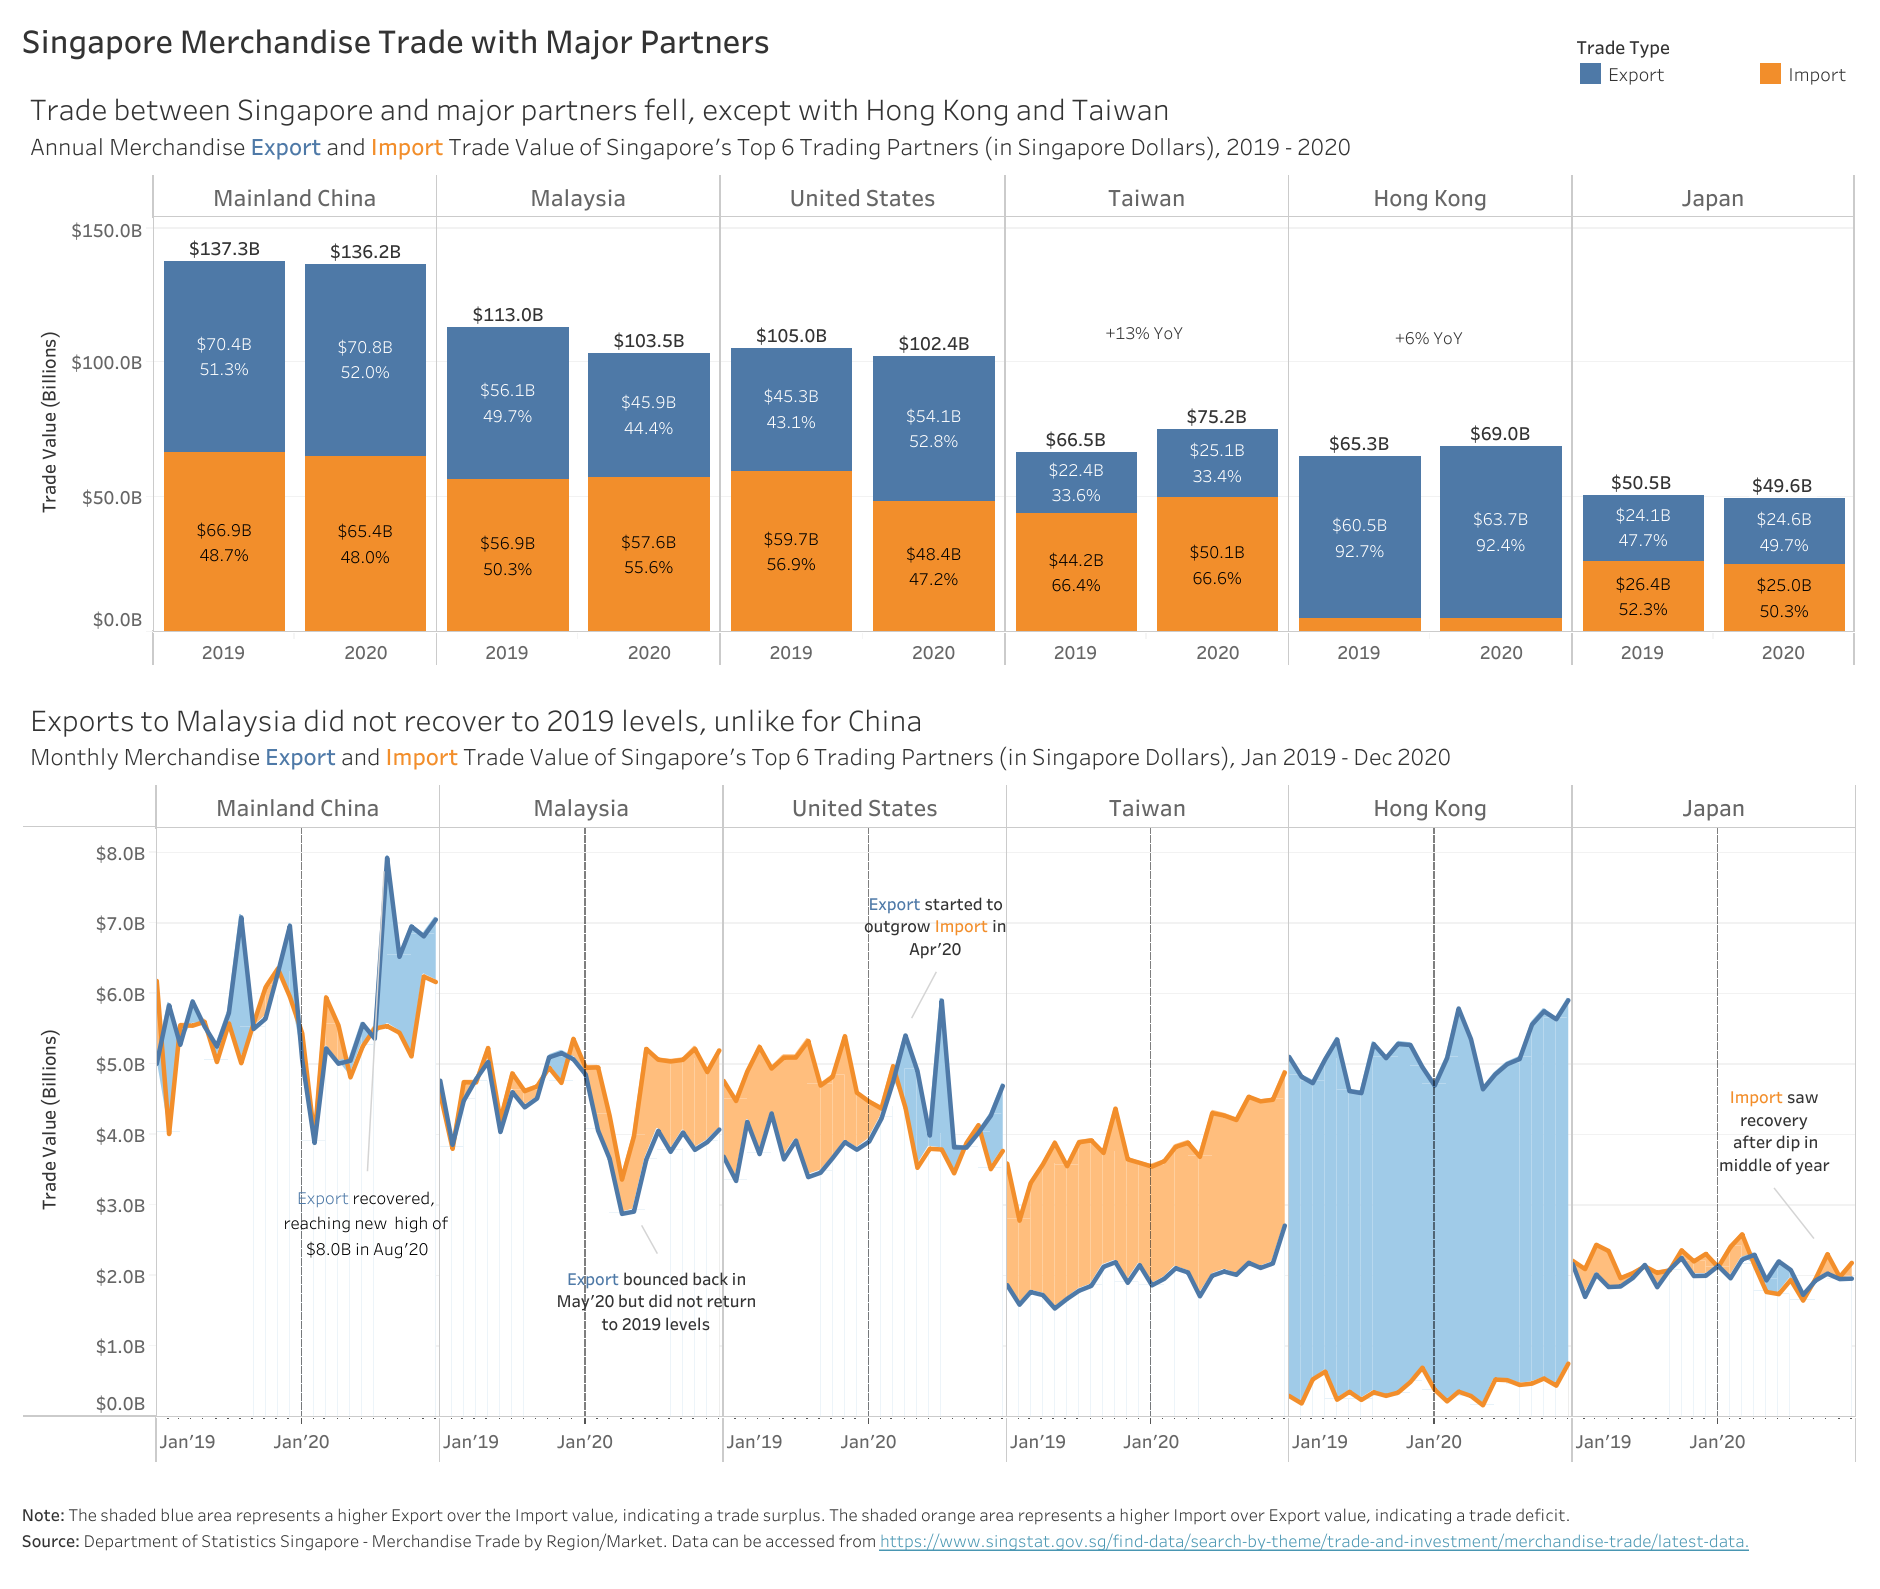 Singapore Merchandise Trade with Major Partners
Trade Type
Export
Import
Trade between Singapore and major partners fell, except with Hong Kong and Taiwan
Annual Merchandise Export and Import Trade Value of Singapore's Top 6 Trading Partners (in Singapore Dollars), 2019 - 2020
Mainland China
Malaysia
United States
Taiwan
Hong Kong
Japan
Trade Value (Billions)
$150.0B
$100.0B
$50.0B
$0.0B
$137.3B
$70.4B
51.3%
$66.9B
48.7%
$136.2B
$70.8B
52.0%
$65.4B
48.0%
$113.0B
$56.1B
49.7%
$56.9B
50.3%
$103.5B
$45.9B
44.4%
$57.6B
55.6%
$105.0B
$45.3B
43.1%
$59.7B
56.9%
$102.4B
$54.1B
52.8%
$48.4B
47.2%
+13% YoY
$66.5B
$22.4B
33.6%
$44.2B
66.4%
$75.2B
$25.1B
33.4%
$50.1B
66.6%
+6% YoY
$65.3B
$60.5B
92.7%
$69.0B
$63.7B
92.4%
$50.5B
$24.1B
47.7%
$26.4B
52.3%
$49.6B
$24.6B
49.7%
$25.0B
50.3%
2019
2020
2019
2020
2019
2020
2019
2020
2019
2020
2019
2020
Exports to Malaysia did not recover to 2019 levels, unlike for China
Monthly Merchandise Export and Import Trade Value of Singapore's Top 6 Trading Partners (in Singapore Dollars), Jan 2019 - Dec 2020
Mainland China
Malaysia
United States
Taiwan
Hong Kong
Japan
Trade Value (Billions)
$8.0B
$7.0B
$6.0B
$5.0B
$4.0B
$3.0B
$2.0B
$1.0B
$0.0B
Export recovered,
reaching new high of
$8.0B in Aug'20
Export bounced back in
May'20 but did not return
to 2019 levels
Export started to
outgrow Import in
Apr'20
Import saw
recovery
after dip in
middle of year
Jan'19
Jan'20
Jan'19
Jan'20
Jan'19
Jan'20
Jan'19
Jan'20
Jan'19
Jan'20
Jan'19
Jan'20
Note: The shaded blue area represents a higher Export over the Import value, indicating a trade surplus. The shaded orange area represents a higher Import over Export value, indicating a trade deficit.
Source: Department of Statistics Singapore - Merchandise Trade by Region/Market. Data can be accessed from https://www.singstat.gov.sg/find-data/search-by-theme/trade-and-investment/merchandise-trade/latest-data.